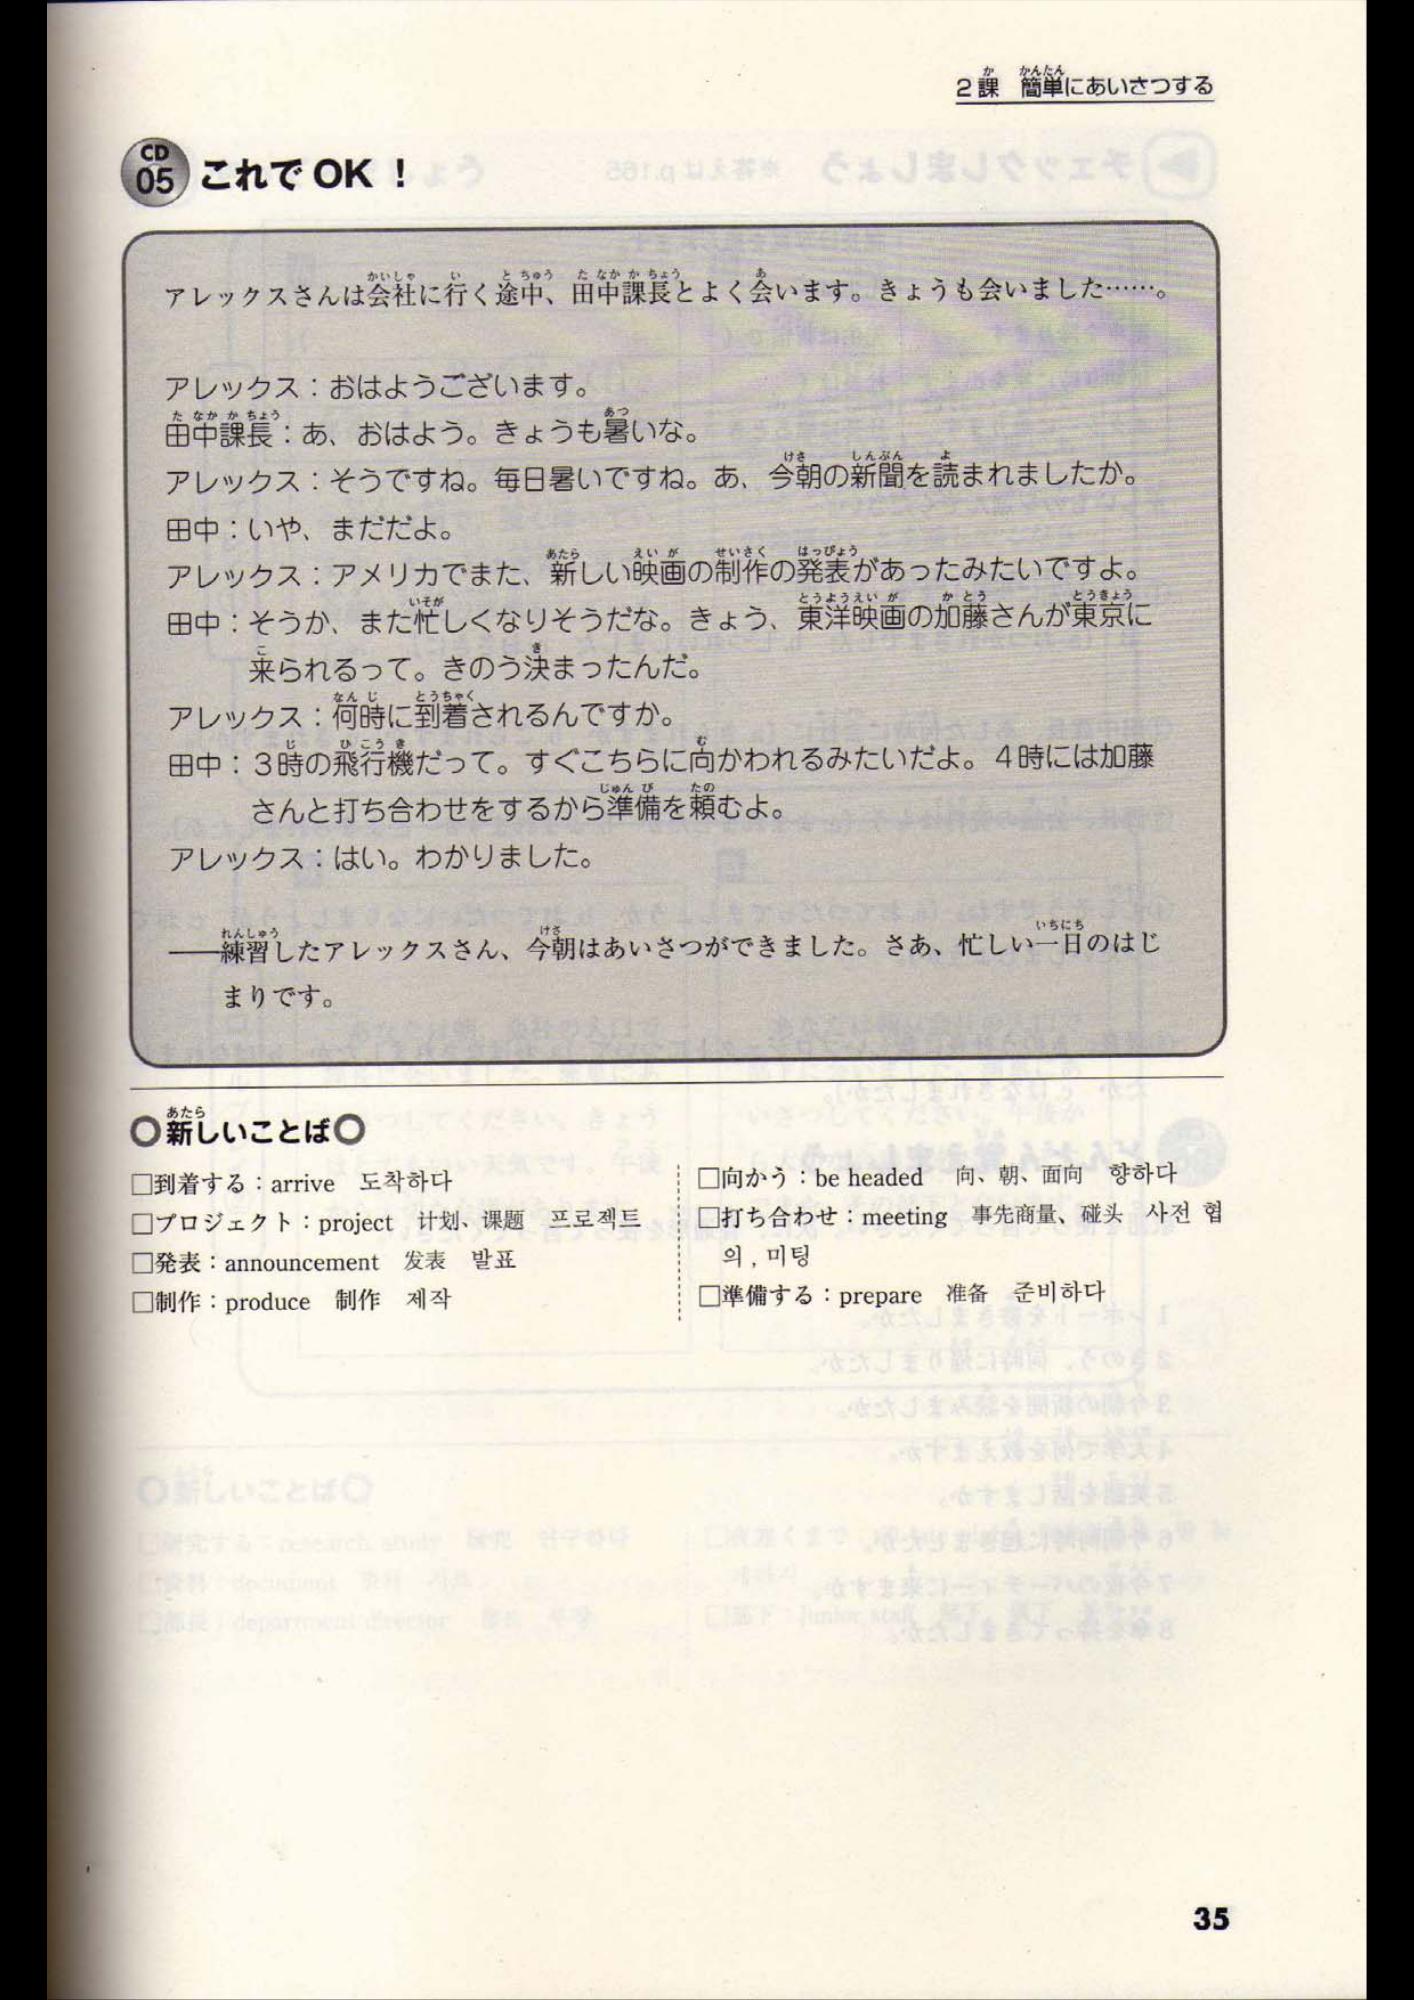 2課　簡単にあいさつする
CD 05 これでOK！
アレックスさんは会社に行く途中、田中課長とよく会います。きょうも会いました……。
アレックス：おはようございます。
田中課長：あ、おはよう。きょうも暑いな。
アレックス：そうですね。毎日暑いですね。あ、今朝の新聞を読まれましたか。
田中：いや、まだだよ。
アレックス：アメリカでまた、新しい映画の制作の発表があったみたいですよ。
田中：そうか、また忙しくなりそうだな。きょう、東洋映画の加藤さんが東京に
来られるって。きのう決まったんだ。
アレックス：何時に到着されるんですか。
田中：３時の飛行機だって。すぐこちらに向かわれるみたいだよ。４時には加藤
さんと打ち合わせをするから準備を頼むよ。
アレックス：はい。わかりました。
――練習したアレックスさん、今朝はあいさつができました。さあ、忙しい一日のはじ
まりです。
○新しいことば○
□到着する：arrive　도착하다
□プロジェクト：project　计划、课题　프로젝트
□発表：announcement　发表　발표
□制作：produce　制作　제작
□向かう：be headed　向、朝、面向　향하다
□打ち合わせ：meeting　事先商量、碰头　사전 협
의, 미팅
□準備する：prepare　准备　준비하다
35